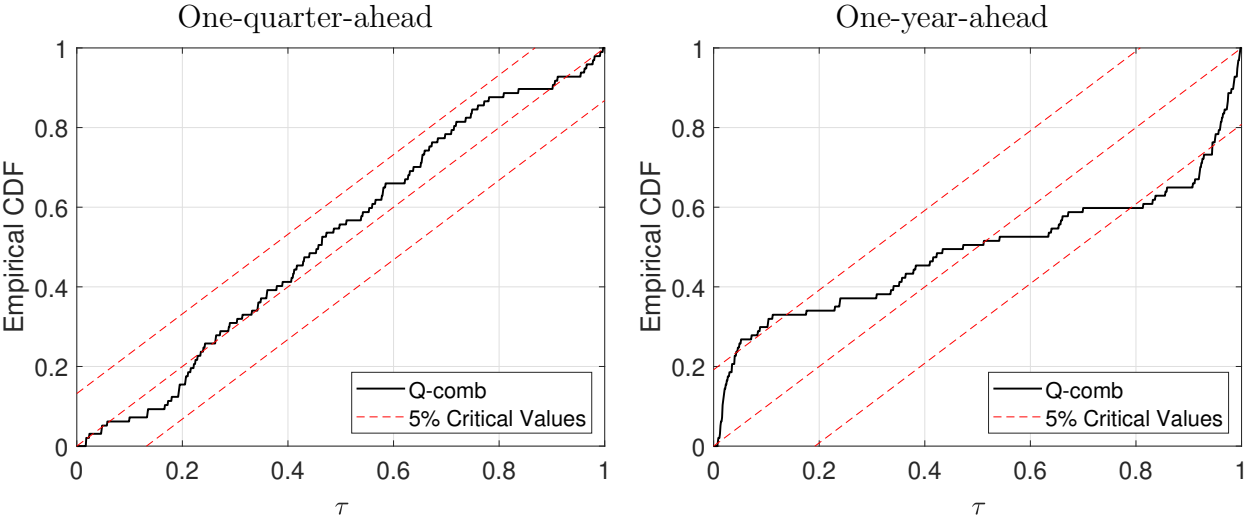 One-quarter-ahead
1
0.8
0.6
0.4
0.2
0
Empirical CDF
0 0.2 0.4 0.6 0.8 1
τ
Q-comb
5% Critical Values
One-year-ahead
1
0.8
0.6
0.4
0.2
0
Empirical CDF
0 0.2 0.4 0.6 0.8 1
τ
Q-comb
5% Critical Values